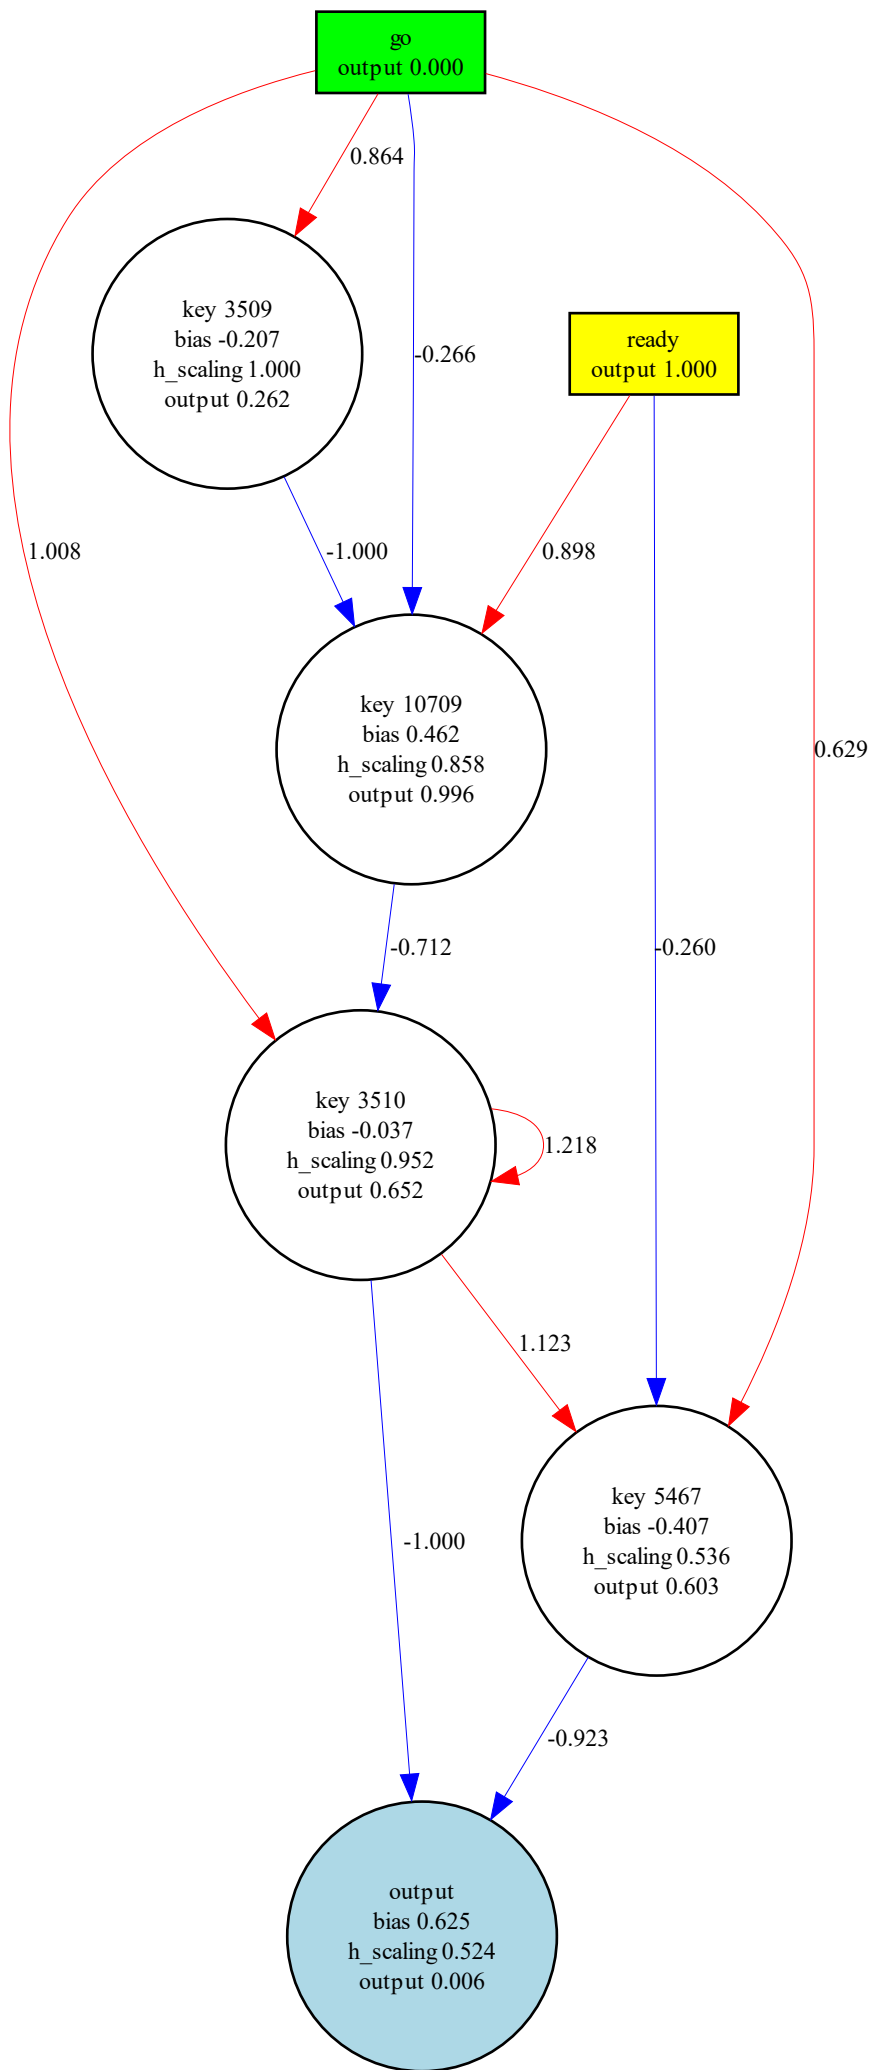 go
output 0.000
0.864
key 3509
bias -0.207
h_scaling 1.000
output 0.262
-0.266
ready
output 1.000
1.008
-1.000
0.898
key 10709
bias 0.462
h_scaling 0.858
output 0.996
0.629
-0.712
-0.260
key 3510
bias -0.037
h_scaling 0.952
output 0.652
1.218
1.123
key 5467
bias -0.407
h_scaling 0.536
output 0.603
-1.000
-0.923
output
bias 0.625
h_scaling 0.524
output 0.006